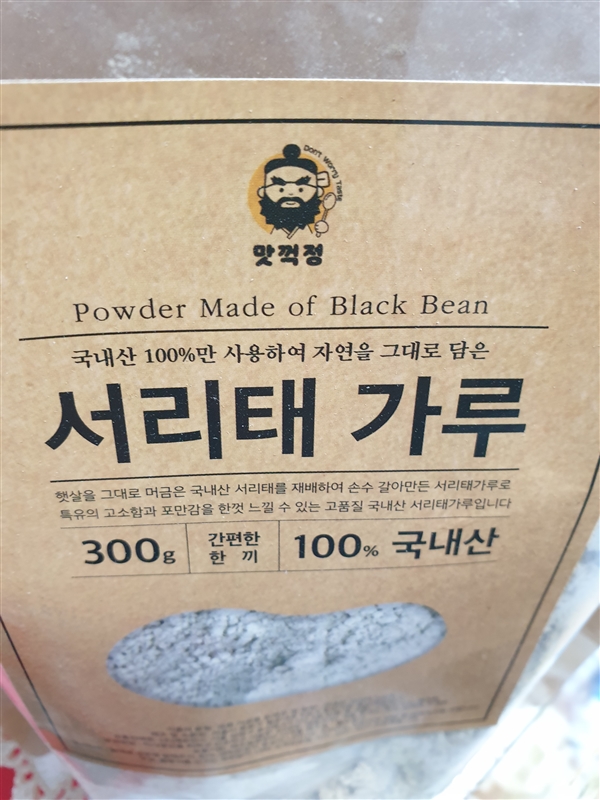 Don't Worry Taste
맛꺽정
Powder Made of Black Bean
국내산 100%만 사용하여 자연을 그대로 담은
서리태 가루
햇살을 그대로 머금은 국내산 서리태를 재배하여 손수 갈아만든 서리태가루로
특유의 고소함과 포만감을 한껏 느낄 수 있는 고품질 국내산 서리태가루입니다
300g
간편한
한 끼
100% 국내산